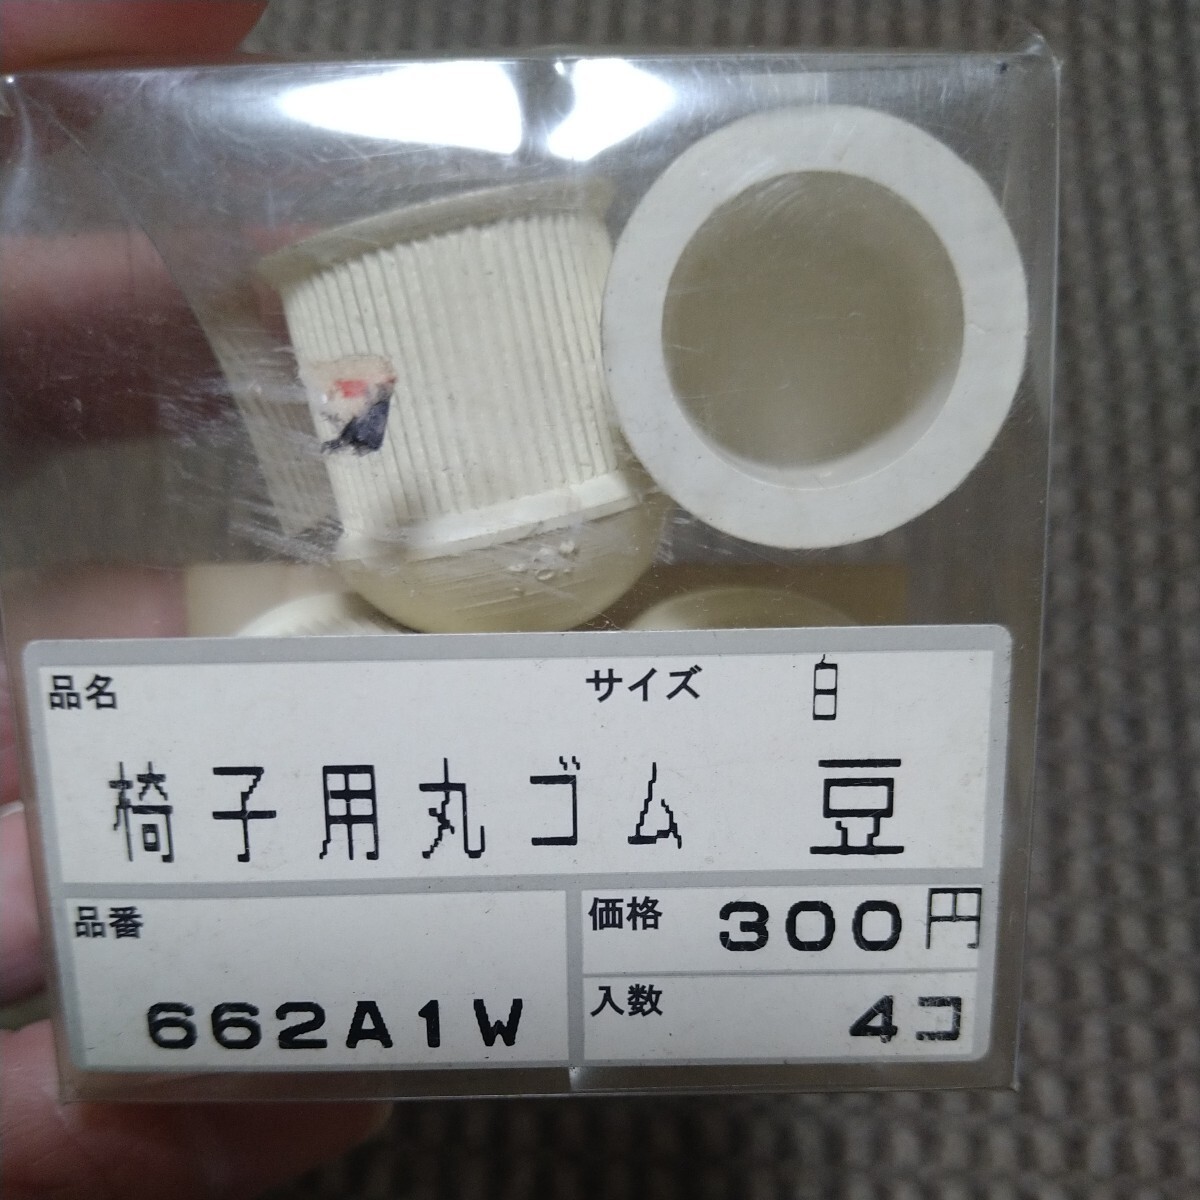 品名 サイズ 白
椅子用丸ゴム 豆
品番 価格 300円
662A1W 入数 4コ